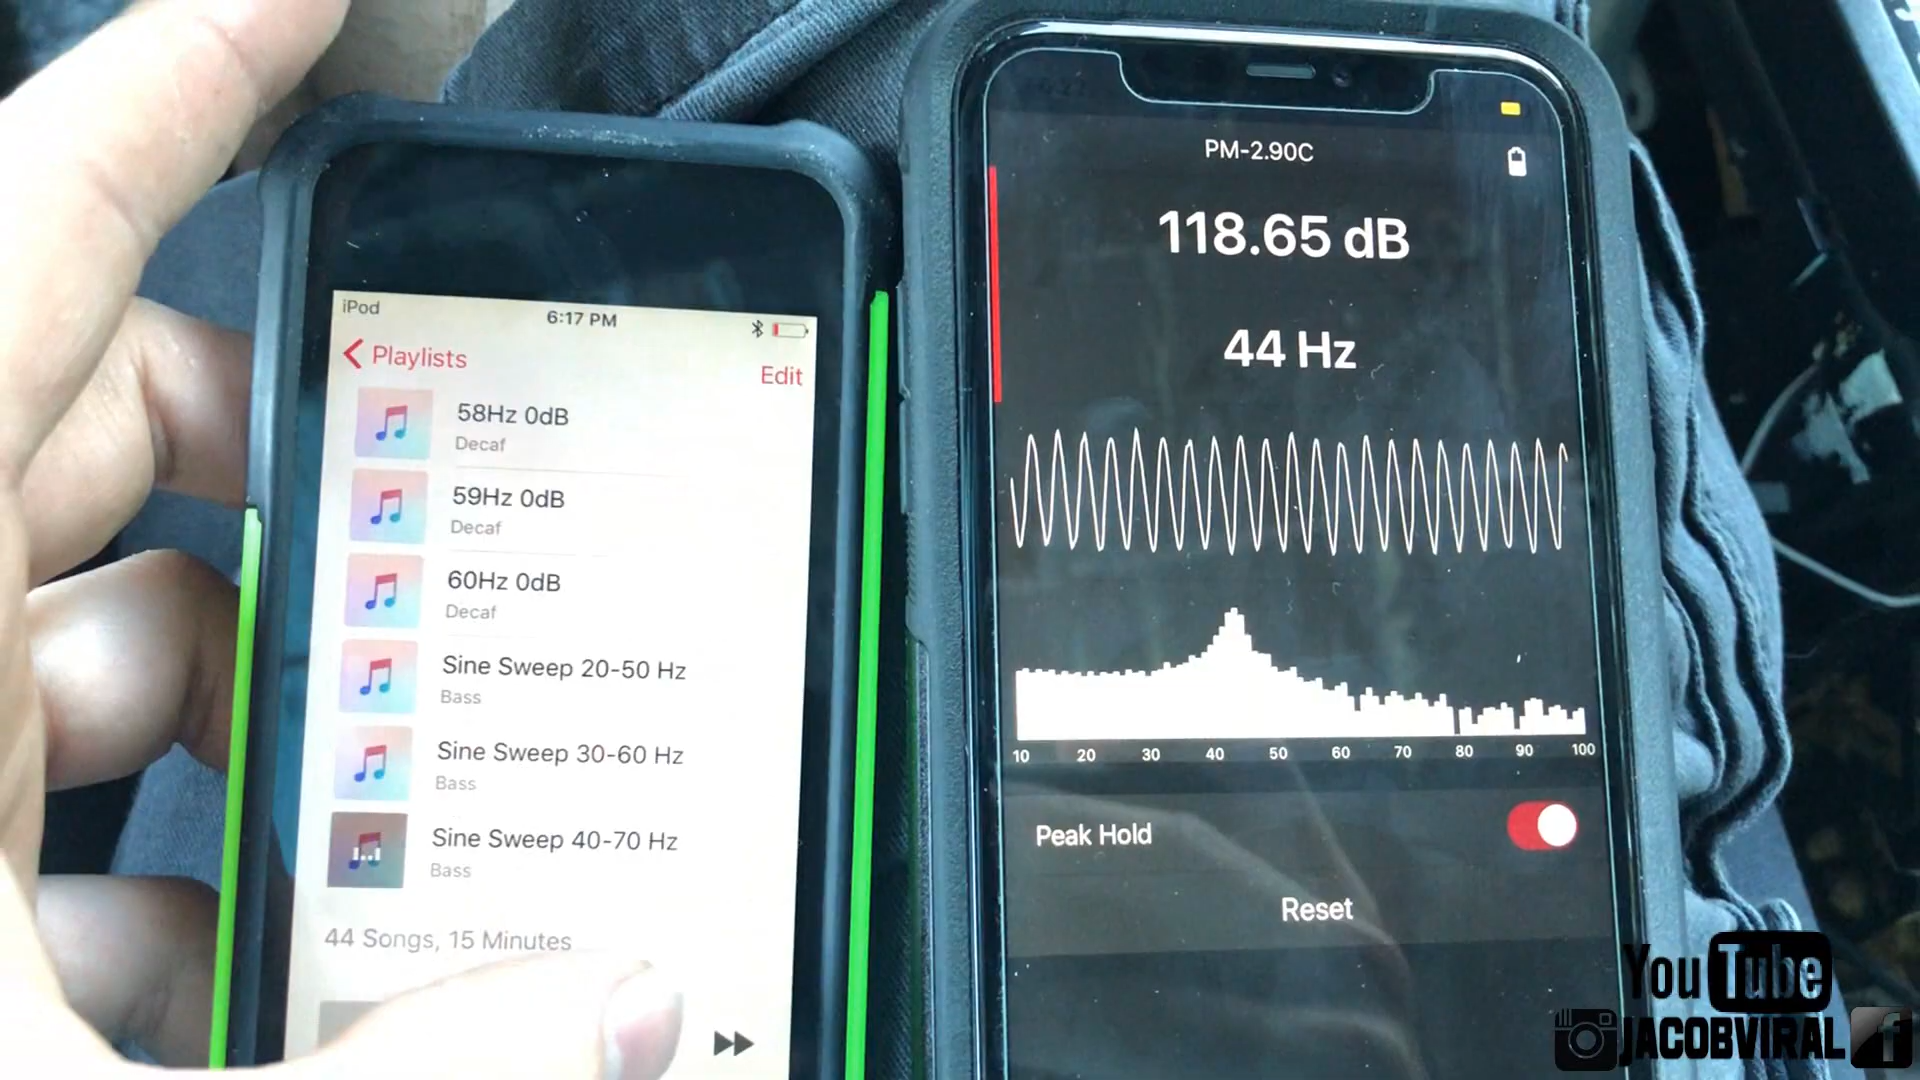 iPod
6:17 PM
Playlists
Edit
58Hz 0dB
Decaf
59Hz 0dB
Decaf
60Hz 0dB
Decaf
Sine Sweep 20-50 Hz
Bass
Sine Sweep 30-60 Hz
Bass
Sine Sweep 40-70 Hz
Bass
44 Songs, 15 Minutes
PM-2.90C
118.65 dB
44 Hz
10 20 30 40 50 60 70 80 90 100
Peak Hold
Reset
YouTube
JACOBVIRAL
f